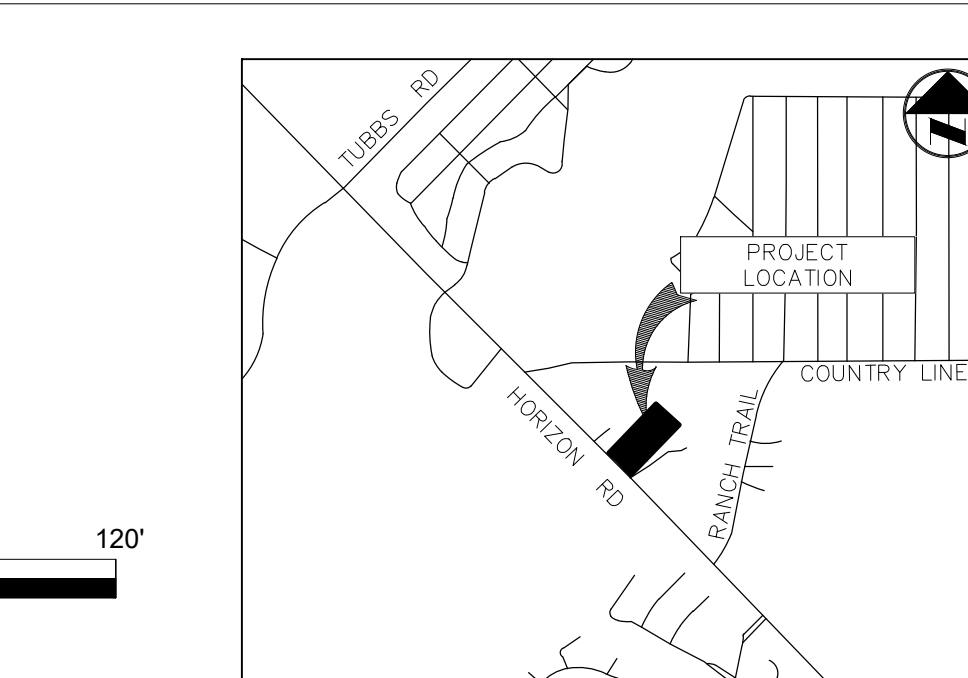 TUBBS RD
PROJECT
LOCATION
COUNTRY LINE
HORIZON RD
RANCH TRAIL
120'